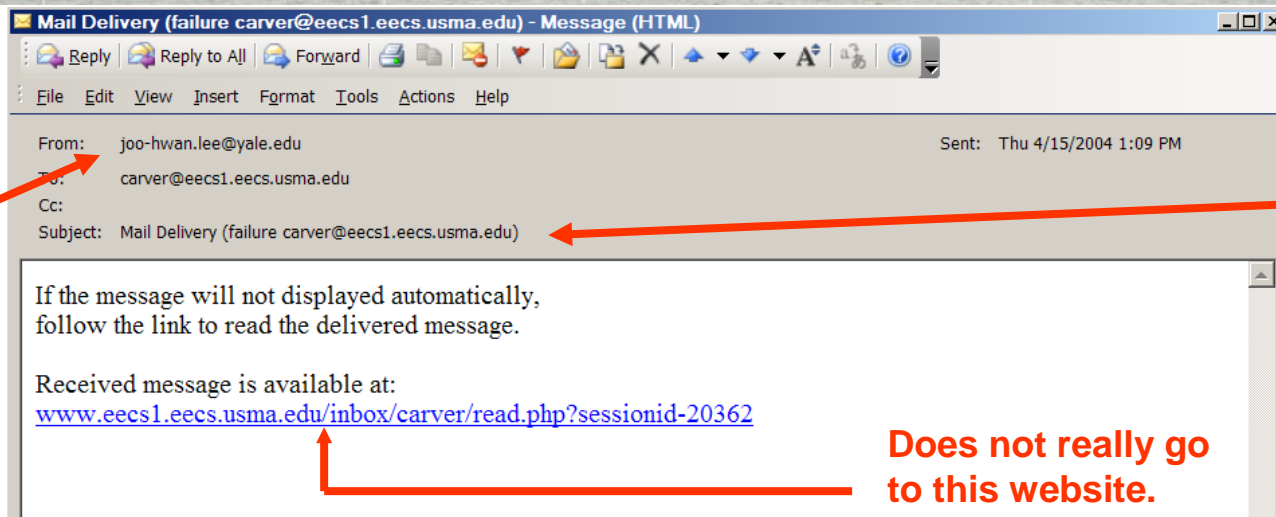 Mail Delivery (failure carver@eecs1.eecs.usma.edu) - Message (HTML)
Reply Reply to All Forward
File Edit View Insert Format Tools Actions Help
From: joo-hwan.lee@yale.edu Sent: Thu 4/15/2004 1:09 PM
To: carver@eecs1.eecs.usma.edu
Cc:
Subject: Mail Delivery (failure carver@eecs1.eecs.usma.edu)
If the message will not displayed automatically,
follow the link to read the delivered message.
Received message is available at:
www.eecs1.eecs.usma.edu/inbox/carver/read.php?sessionid-20362
Does not really go
to this website.